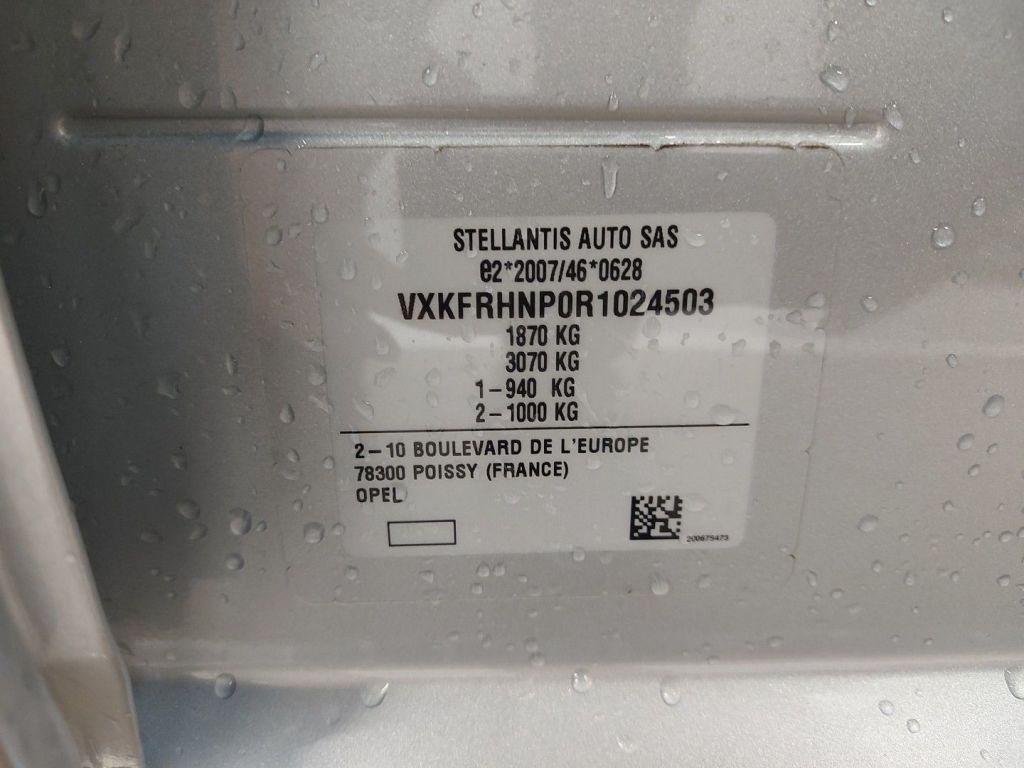 STELLANTIS AUTO SAS
e2*2007/46*0628
VXKFRHNP0R1024503
1870 KG
3070 KG
1-940 KG
2-1000 KG
2-10 BOULEVARD DE L'EUROPE
78300 POISSY (FRANCE)
OPEL
200679473